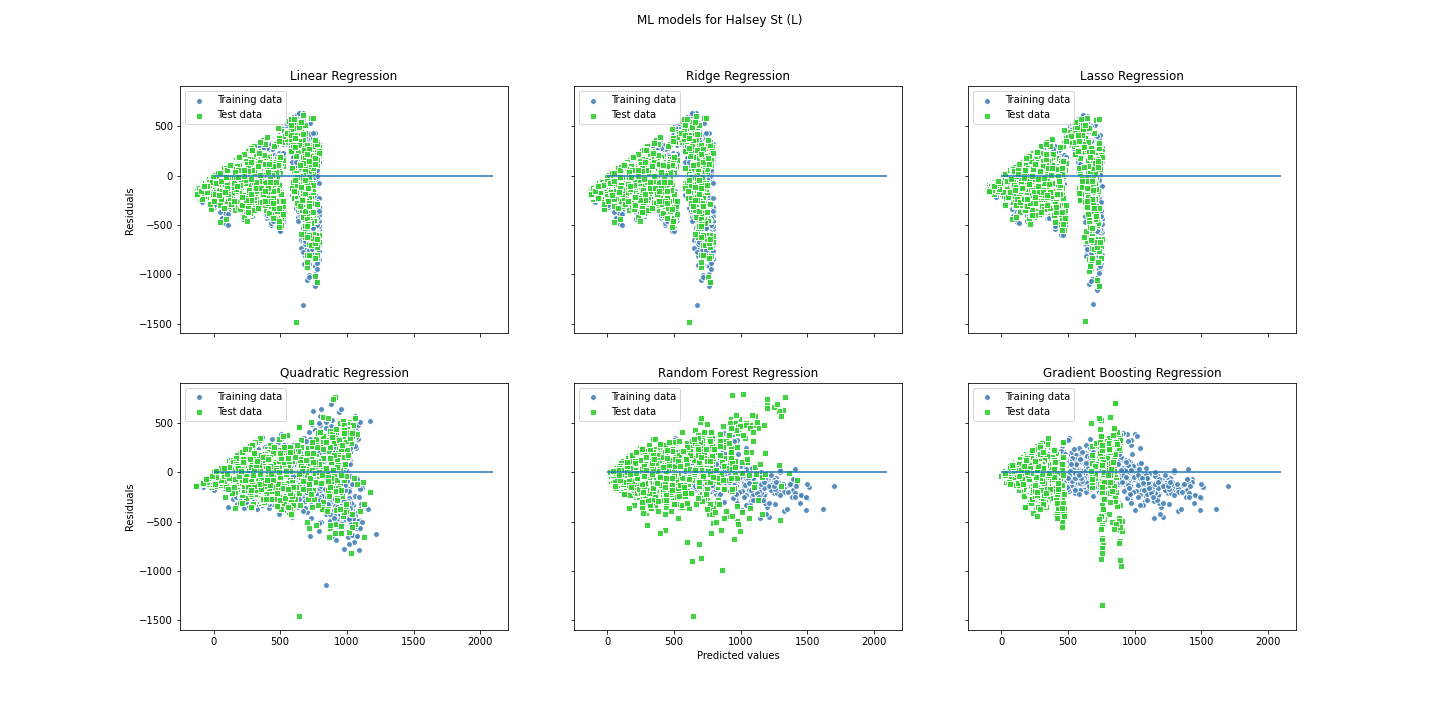 ML models for Halsey St (L)
Linear Regression
Ridge Regression
Lasso Regression
Training data
Test data
Training data
Test data
Training data
Test data
500
0
−500
−1000
−1500
Residuals
Quadratic Regression
Random Forest Regression
Gradient Boosting Regression
Training data
Test data
Training data
Test data
Training data
Test data
500
0
−500
−1000
−1500
Residuals
0 500 1000 1500 2000
0 500 1000 1500 2000
0 500 1000 1500 2000
Predicted values